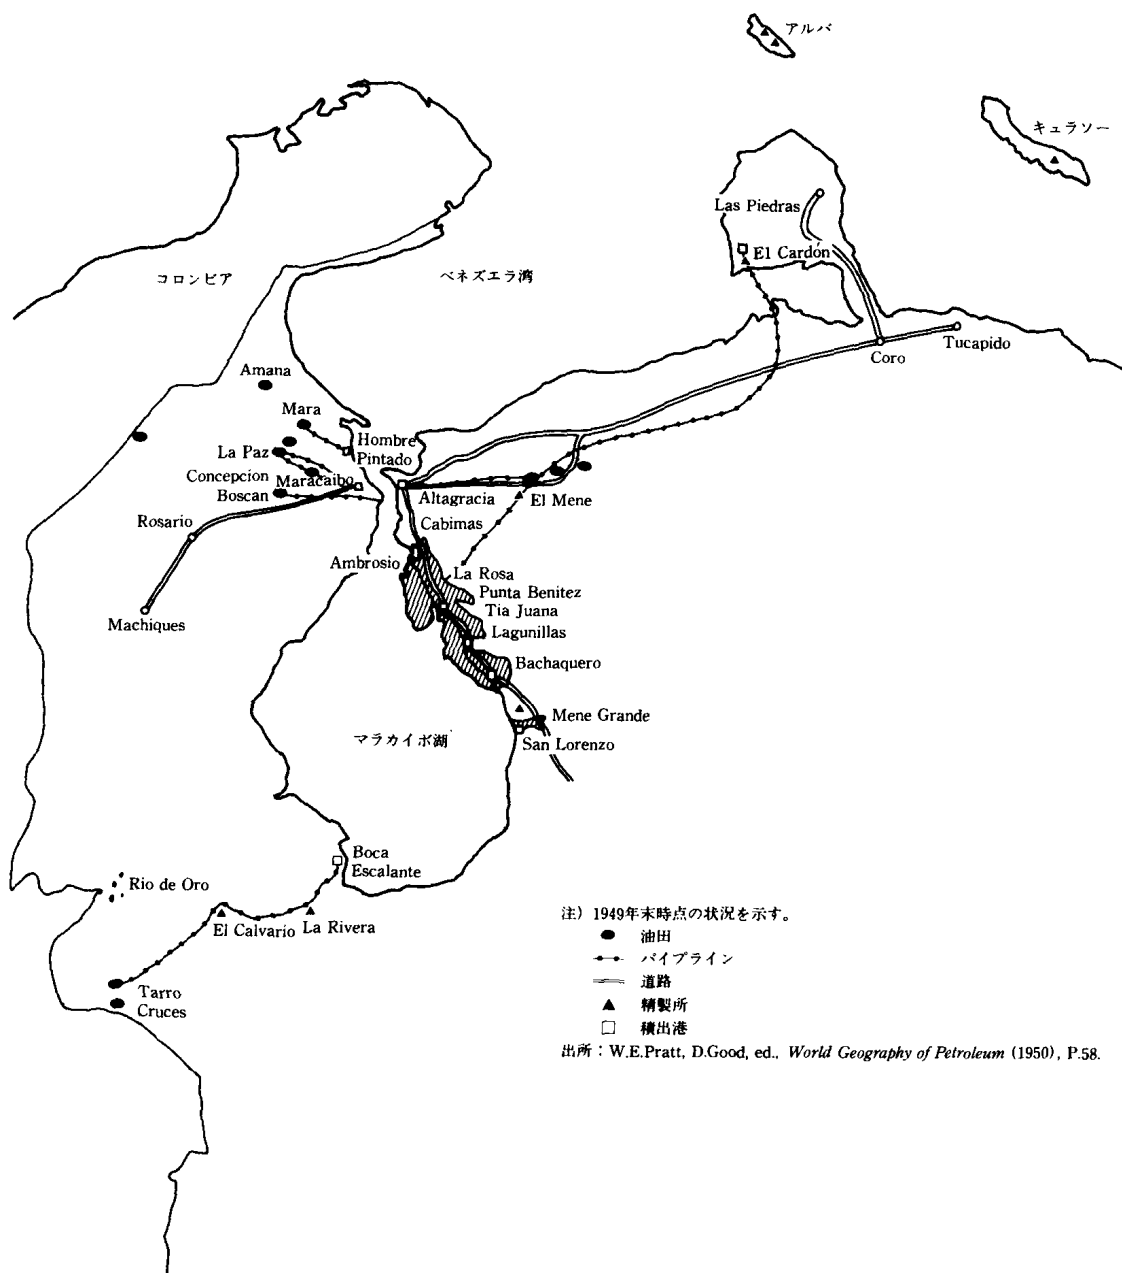 アルバ
キュラソー
Las Piedras
El Cardón
コロンビア
ベネズエラ湾
Coro
Tucapido
Amana
Mara
Hombre
Pintado
La Paz
Concepcion
Maracaibo
Boscan
Altagracia
El Mene
Rosario
Cabimas
Ambrosio
La Rosa
Punta Benitez
Tia Juana
Machiques
Lagunillas
Bachaquero
Mene Grande
マラカイボ湖
San Lorenzo
Boca
Escalante
Rio de Oro
El Calvario
La Rivera
Tarro
Cruces
注) 1949年末時点の状況を示す。
油田
パイプライン
道路
精製所
積出港
出所：W.E.Pratt, D.Good, ed., World Geography of Petroleum (1950), P.58.